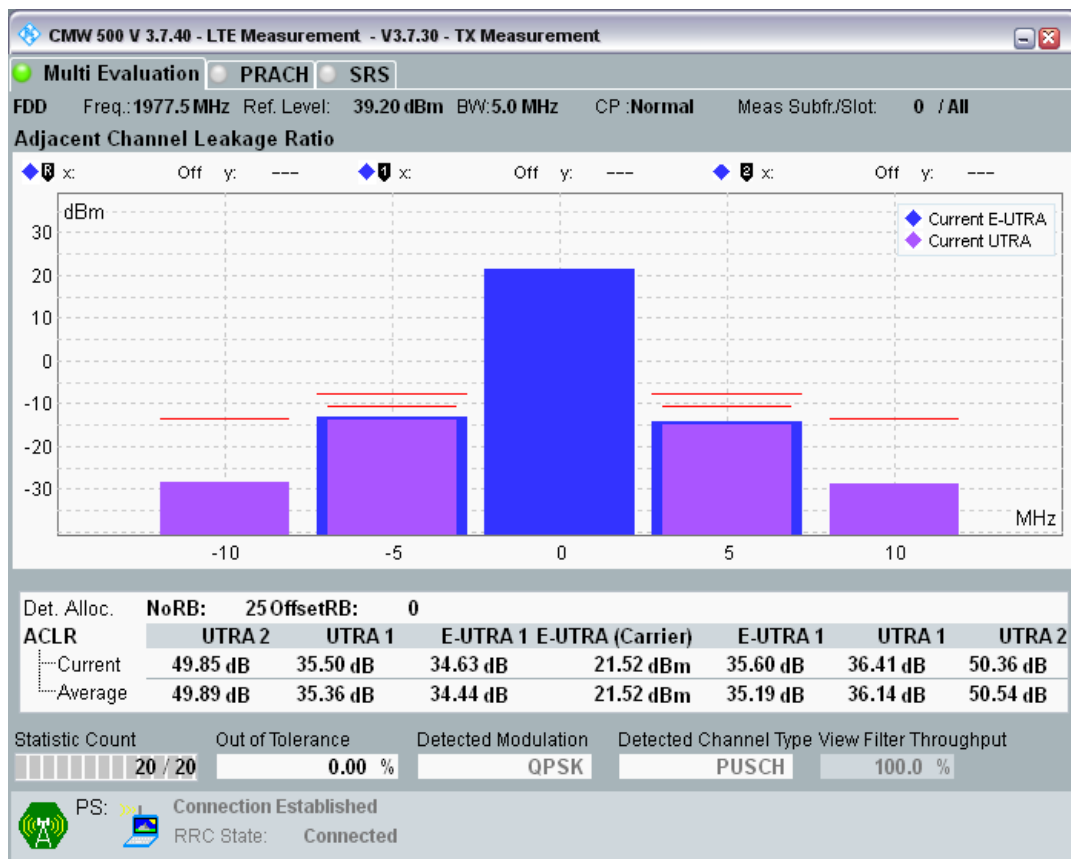 CMW 500 V 3.7.40 - LTE Measurement - V3.7.30 - TX Measurement
Multi Evaluation PRACH SRS
FDD Freq.:1977.5 MHz Ref. Level: 39.20 dBm BW:5.0 MHz CP :Normal Meas Subfr./Slot: 0 / All
Adjacent Channel Leakage Ratio
R x: Off y: --- 1 x: Off y: --- 2 x: Off y: ---
dBm
Current E-UTRA
Current UTRA
30
20
10
0
-10
-20
-30
MHz
-10 -5 0 5 10
Det. Alloc. NoRB: 25 OffsetRB: 0
ACLR UTRA 2 UTRA 1 E-UTRA 1 E-UTRA (Carrier) E-UTRA 1 UTRA 1 UTRA 2
Current 49.85 dB 35.50 dB 34.63 dB 21.52 dBm 35.60 dB 36.41 dB 50.36 dB
Average 49.89 dB 35.36 dB 34.44 dB 21.52 dBm 35.19 dB 36.14 dB 50.54 dB
Statistic Count Out of Tolerance Detected Modulation Detected Channel Type View Filter Throughput
20 / 20 0.00 % QPSK PUSCH 100.0 %
PS: Connection Established
RRC State: Connected